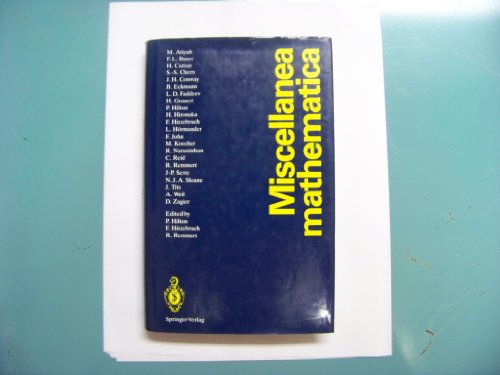 M. Atiyah
F. L. Bauer
H. Cartan
S.-S. Chern
J. H. Conway
B. Eckmann
L. D. Faddeev
H. Grauert
P. Hilton
H. Hironaka
F. Hirzebruch
L. Hörmander
F. John
M. Koecher
R. Narasimhan
C. Reid
R. Remmert
J-P. Serre
N. J. A. Sloane
J. Tits
A. Weil
D. Zagier
Edited by
P. Hilton
F. Hirzebruch
R. Remmert
Springer-Verlag
Miscellanea
mathematica